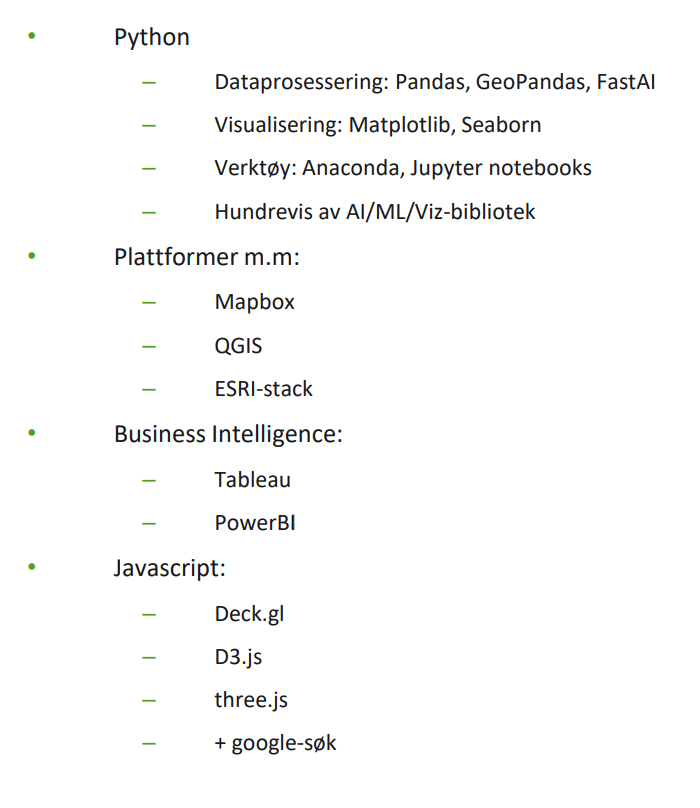 • Python
– Dataprosessering: Pandas, GeoPandas, FastAI
– Visualisering: Matplotlib, Seaborn
– Verktøy: Anaconda, Jupyter notebooks
– Hundrevis av AI/ML/Viz-bibliotek
• Plattformer m.m:
– Mapbox
– QGIS
– ESRI-stack
• Business Intelligence:
– Tableau
– PowerBI
• Javascript:
– Deck.gl
– D3.js
– three.js
– + google-søk